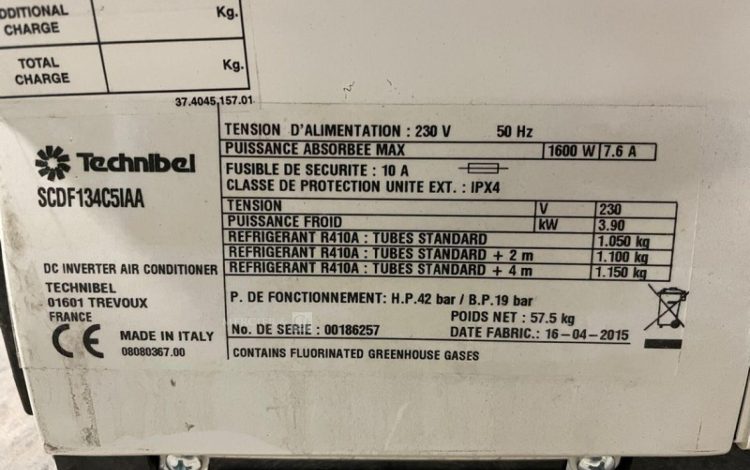 ADDITIONAL Kg.
CHARGE
TOTAL Kg.
CHARGE
37.4045.157.01
Technibel
SCDF134C5IAA
DC INVERTER AIR CONDITIONER
TECHNIBEL
01601 TREVOUX
FRANCE
CE MADE IN ITALY
08080367.00
TENSION D'ALIMENTATION : 230 V 50 Hz
PUISSANCE ABSORBEE MAX 1600 W 7.6 A
FUSIBLE DE SECURITE : 10 A
CLASSE DE PROTECTION UNITE EXT. : IPX4
TENSION V 230
PUISSANCE FROID kW 3.90
REFRIGERANT R410A : TUBES STANDARD 1.050 kg
REFRIGERANT R410A : TUBES STANDARD + 2 m 1.100 kg
REFRIGERANT R410A : TUBES STANDARD + 4 m 1.150 kg
P. DE FONCTIONNEMENT: H.P.42 bar / B.P.19 bar
POIDS NET : 57.5 kg
No. DE SERIE : 00186257 DATE FABRIC.: 16-04-2015
CONTAINS FLUORINATED GREENHOUSE GASES